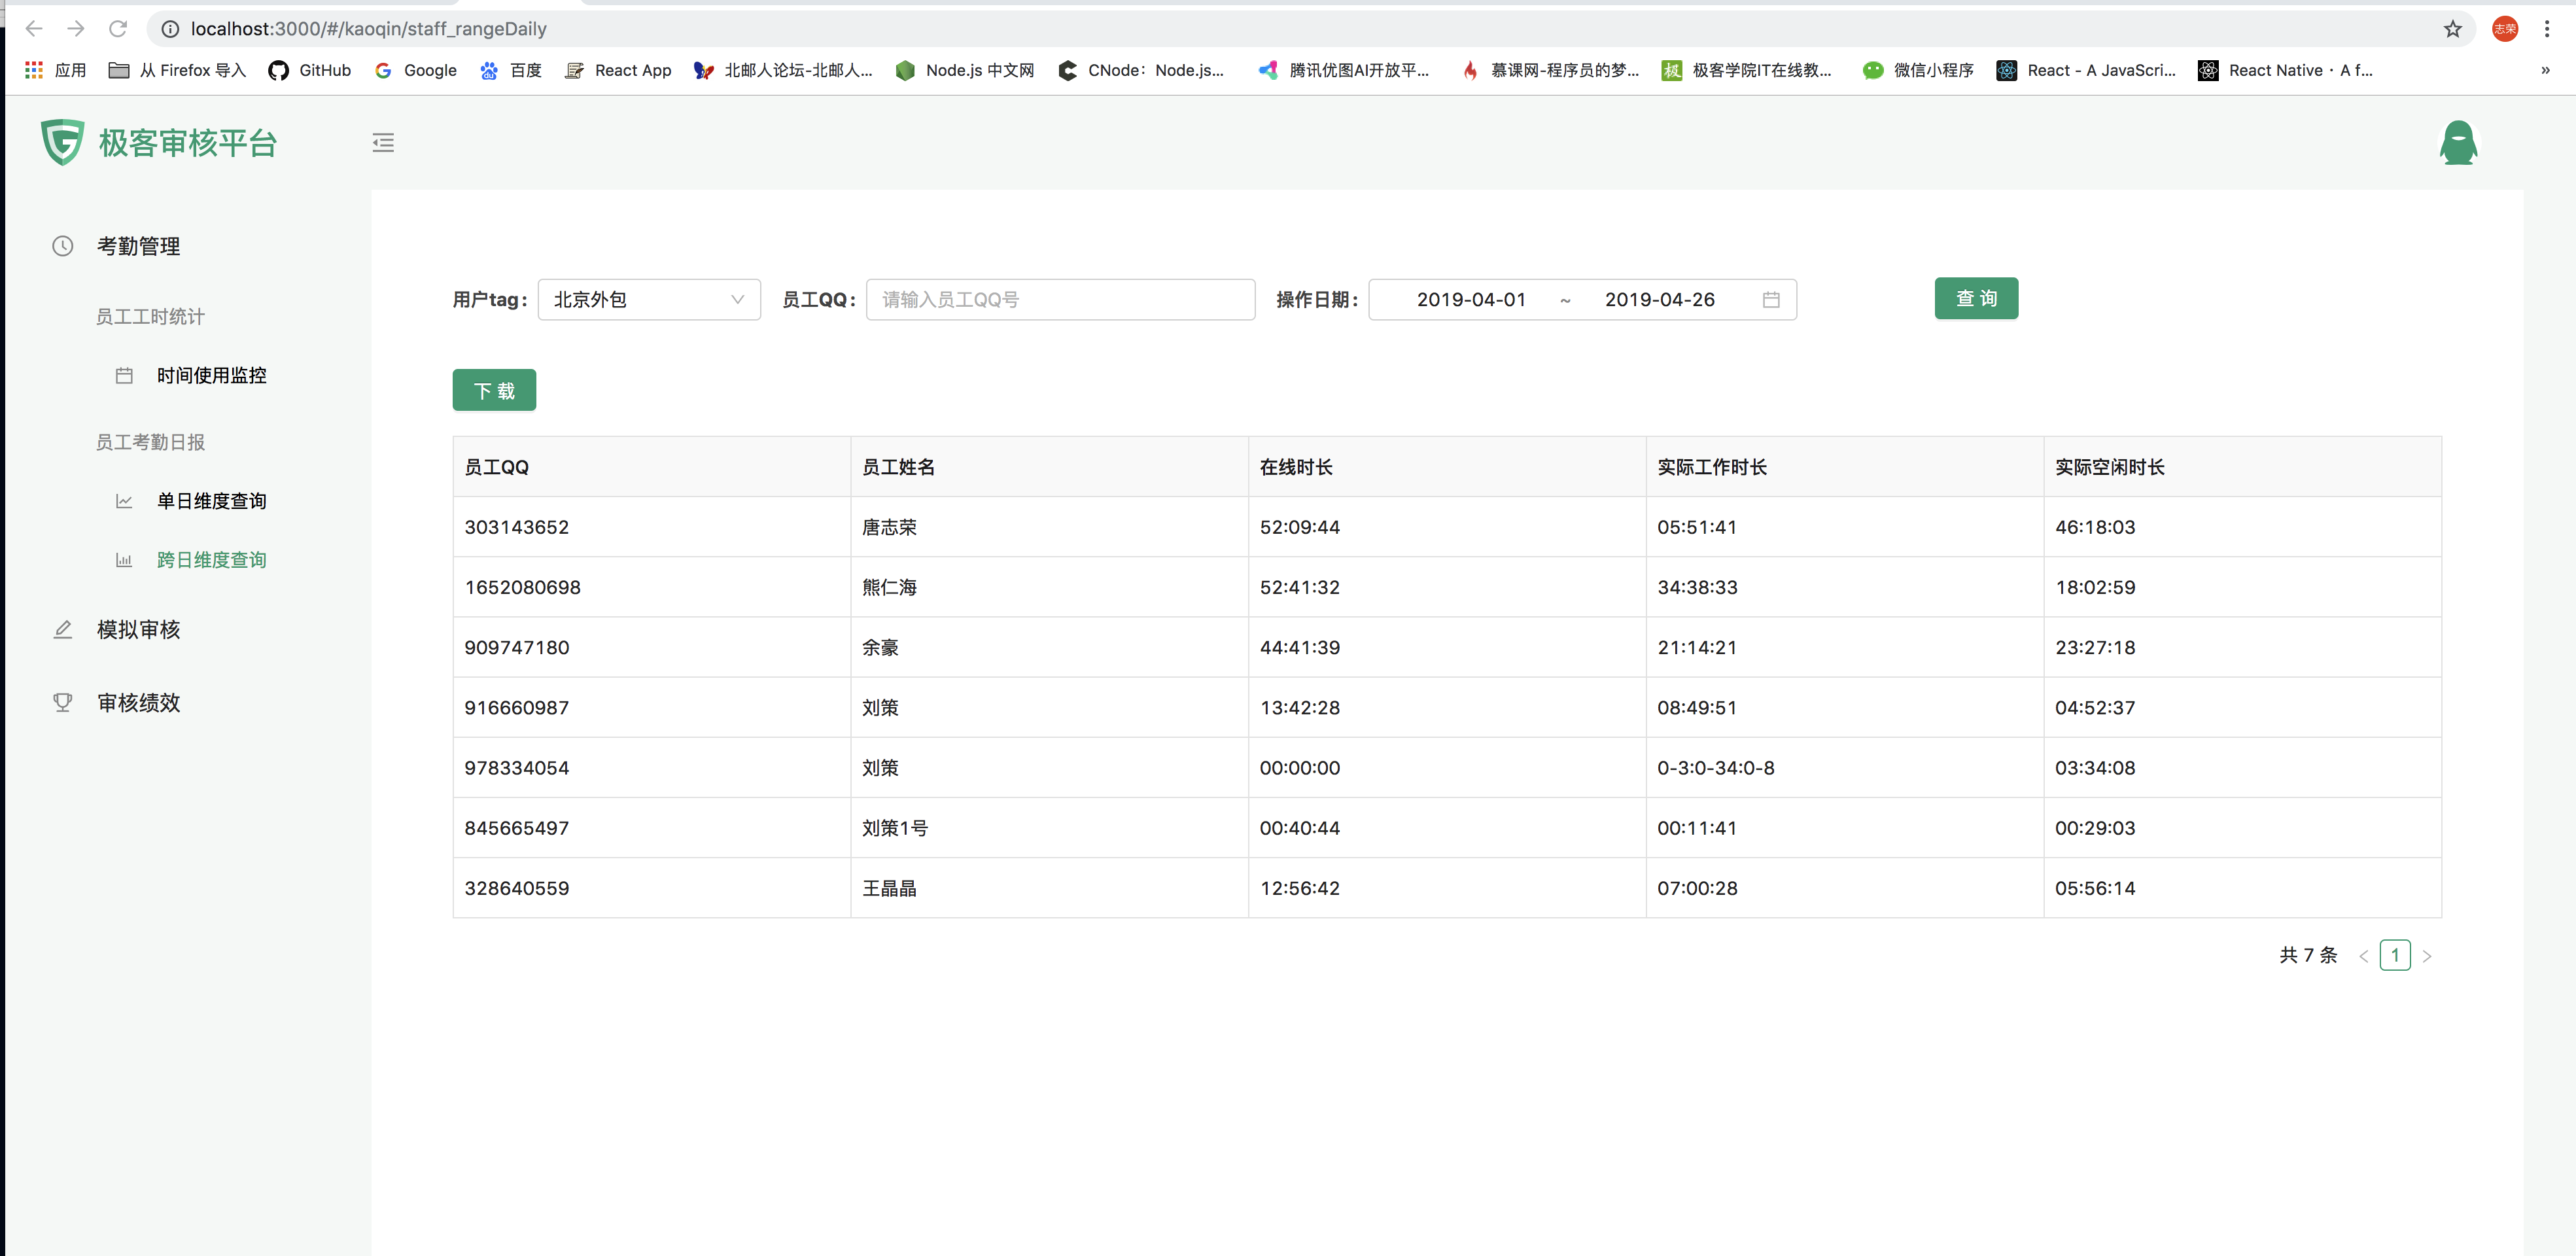 localhost:3000/#/kaoqin/staff_rangeDaily
志荣
应用 从 Firefox 导入 GitHub Google 百度 React App 北邮人论坛-北邮人... Node.js 中文网 CNode：Node.js... 腾讯优图AI开放平... 慕课网-程序员的梦... 极客学院IT在线教... 微信小程序 React - A JavaScri... React Native · A f... »
极客审核平台
考勤管理
员工工时统计
时间使用监控
员工考勤日报
单日维度查询
跨日维度查询
模拟审核
审核绩效
用户tag： 北京外包 员工QQ： 请输入员工QQ号 操作日期： 2019-04-01 ~ 2019-04-26 查 询
下 载
员工QQ 员工姓名 在线时长 实际工作时长 实际空闲时长
303143652 唐志荣 52:09:44 05:51:41 46:18:03
1652080698 熊仁海 52:41:32 34:38:33 18:02:59
909747180 余豪 44:41:39 21:14:21 23:27:18
916660987 刘策 13:42:28 08:49:51 04:52:37
978334054 刘策 00:00:00 0-3:0-34:0-8 03:34:08
845665497 刘策1号 00:40:44 00:11:41 00:29:03
328640559 王晶晶 12:56:42 07:00:28 05:56:14
共 7 条 < 1 >